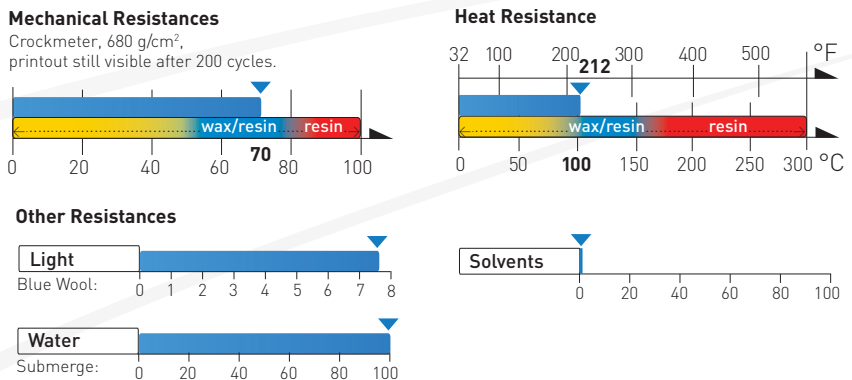 Mechanical Resistances
Crockmeter, 680 g/cm²,
printout still visible after 200 cycles.
wax/resin resin
0 20 40 60 70 80 100
Heat Resistance
32 100 200 212 300 400 500 °F
wax/resin resin
0 50 100 150 200 250 300 °C
Other Resistances
Light
Blue Wool: 0 1 2 3 4 5 6 7 8
Water
Submerge: 0 20 40 60 80 100
Solvents
0 20 40 60 80 100